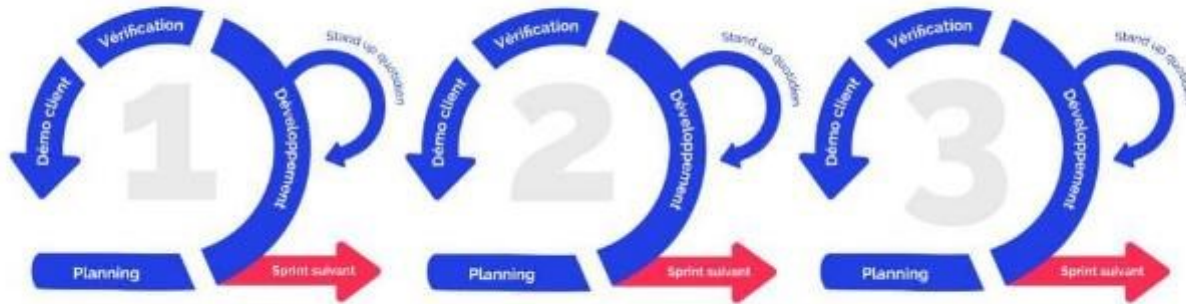 Vérification
Stand up quotidien
Démo client
1
Développement
Planning
Sprint suivant
Vérification
Stand up quotidien
Démo client
2
Développement
Planning
Sprint suivant
Vérification
Stand up quotidien
Démo client
3
Développement
Planning
Sprint suivant